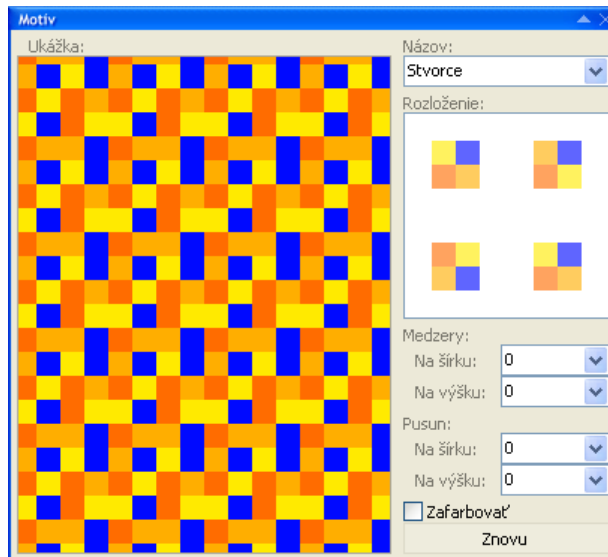 Motív
Ukážka:
Názov:
Stvorce
Rozloženie:
Medzery:
Na šírku: 0
Na výšku: 0
Pusun:
Na šírku: 0
Na výšku: 0
Zafarbovať
Znovu